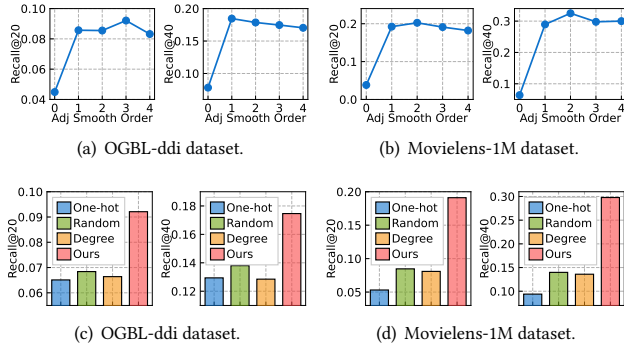 Recall@20
0.10
0.08
0.06
0.04
0 1 2 3 4
Adj Smooth Order
Recall@40
0.20
0.15
0.10
0 1 2 3 4
Adj Smooth Order
(a) OGBL-ddi dataset.
Recall@20
0.2
0.1
0.0
0 1 2 3 4
Adj Smooth Order
Recall@40
0.3
0.2
0.1
0 1 2 3 4
Adj Smooth Order
(b) Movielens-1M dataset.
Recall@20
0.10
0.09
0.08
0.07
0.06
One-hot
Random
Degree
Ours
Recall@40
0.18
0.16
0.14
0.12
One-hot
Random
Degree
Ours
(c) OGBL-ddi dataset.
Recall@20
0.20
0.15
0.10
0.05
One-hot
Random
Degree
Ours
Recall@40
0.30
0.25
0.20
0.15
0.10
One-hot
Random
Degree
Ours
(d) Movielens-1M dataset.